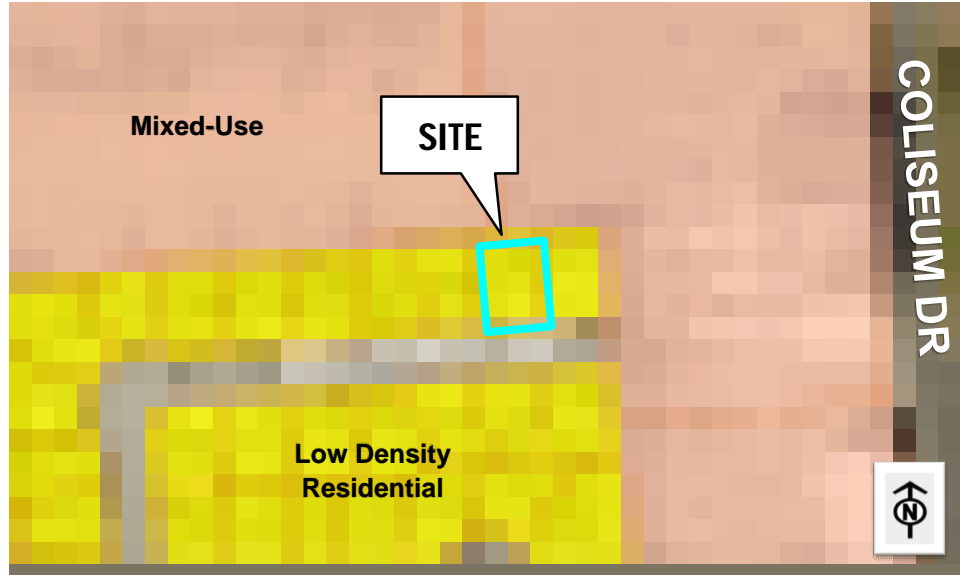 Mixed-Use
SITE
COLISEUM DR
Low Density
Residential
N